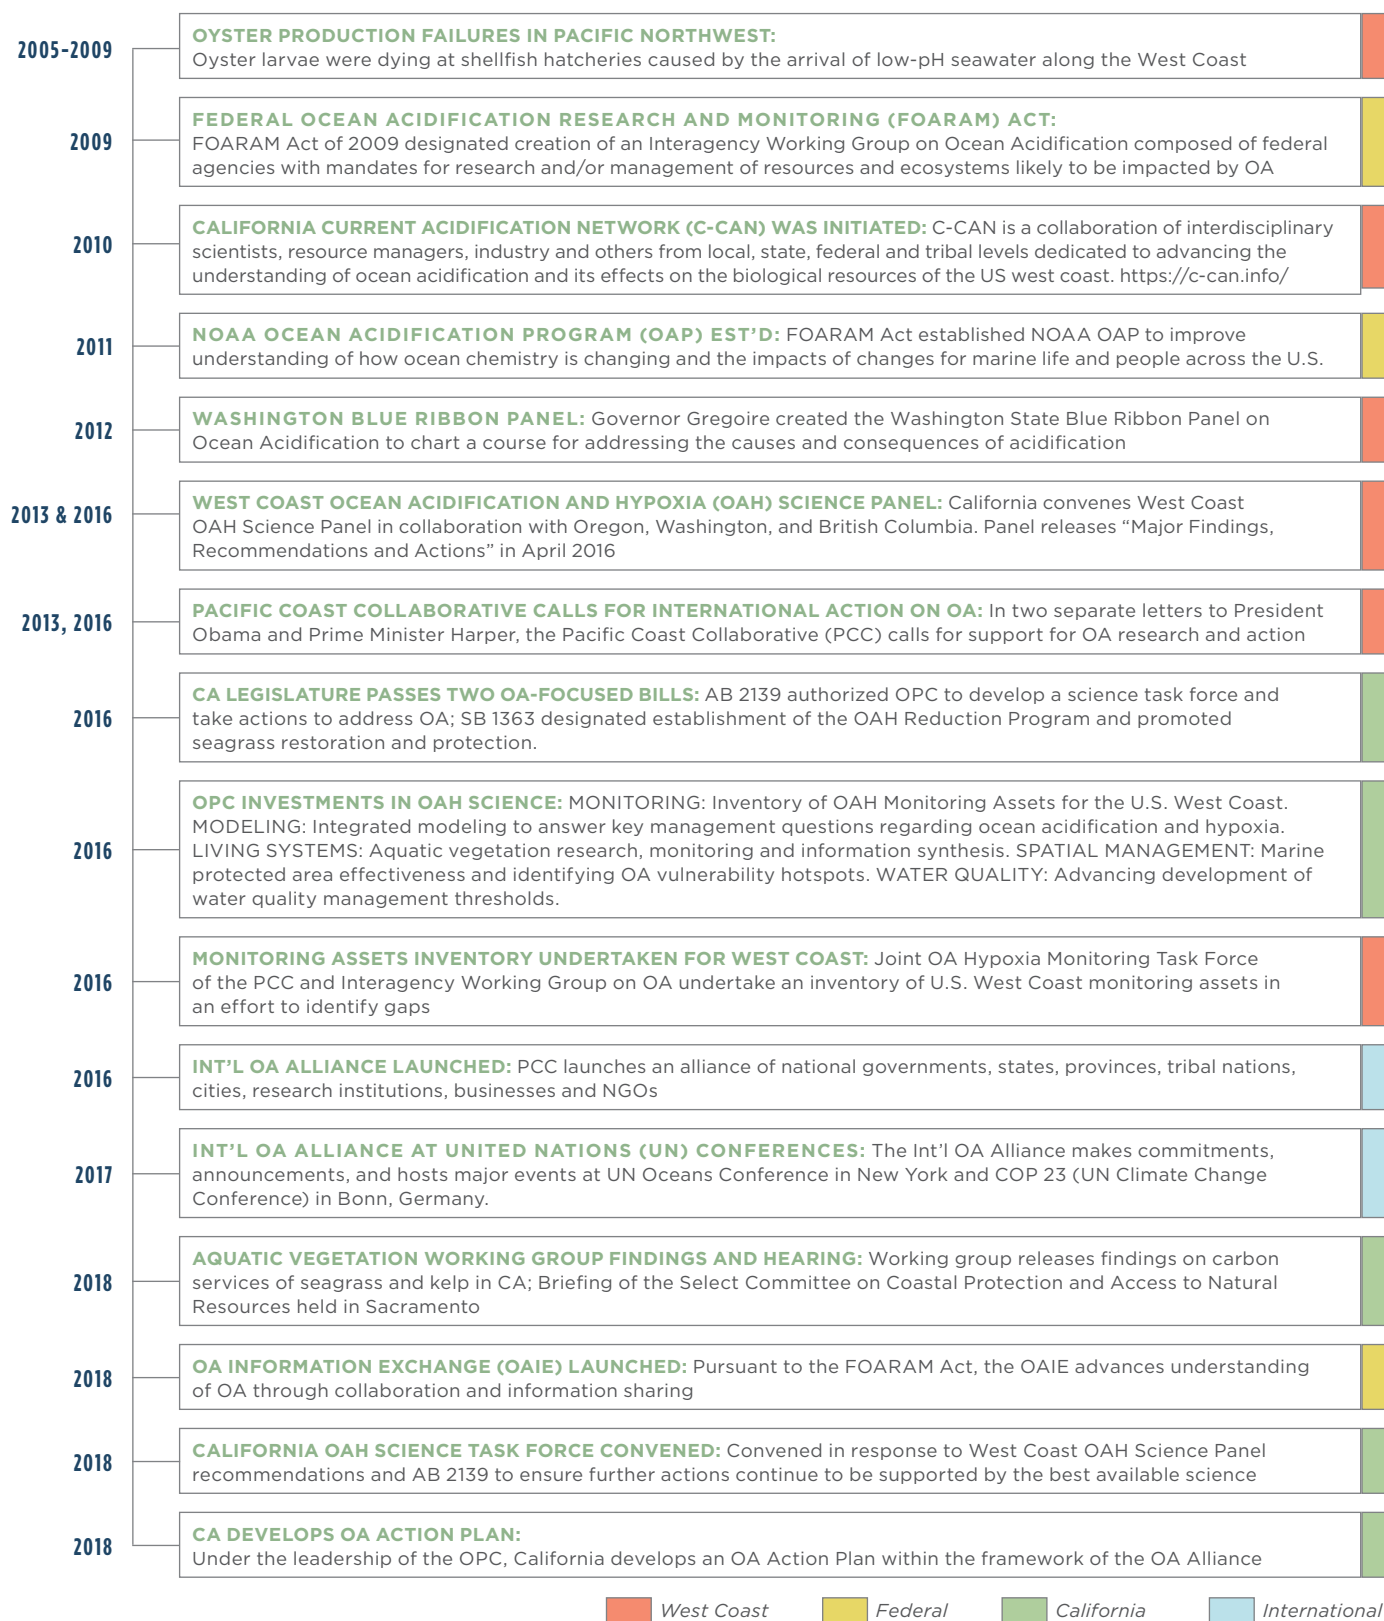 2005-2009
OYSTER PRODUCTION FAILURES IN PACIFIC NORTHWEST:
Oyster larvae were dying at shellfish hatcheries caused by the arrival of low-pH seawater along the West Coast
2009
FEDERAL OCEAN ACIDIFICATION RESEARCH AND MONITORING (FOARAM) ACT:
FOARAM Act of 2009 designated creation of an Interagency Working Group on Ocean Acidification composed of federal
agencies with mandates for research and/or management of resources and ecosystems likely to be impacted by OA
2010
CALIFORNIA CURRENT ACIDIFICATION NETWORK (C-CAN) WAS INITIATED: C-CAN is a collaboration of interdisciplinary
scientists, resource managers, industry and others from local, state, federal and tribal levels dedicated to advancing the
understanding of ocean acidification and its effects on the biological resources of the US west coast. https://c-can.info/
2011
NOAA OCEAN ACIDIFICATION PROGRAM (OAP) EST’D: FOARAM Act established NOAA OAP to improve
understanding of how ocean chemistry is changing and the impacts of changes for marine life and people across the U.S.
2012
WASHINGTON BLUE RIBBON PANEL: Governor Gregoire created the Washington State Blue Ribbon Panel on
Ocean Acidification to chart a course for addressing the causes and consequences of acidification
2013 & 2016
WEST COAST OCEAN ACIDIFICATION AND HYPOXIA (OAH) SCIENCE PANEL: California convenes West Coast
OAH Science Panel in collaboration with Oregon, Washington, and British Columbia. Panel releases “Major Findings,
Recommendations and Actions” in April 2016
2013, 2016
PACIFIC COAST COLLABORATIVE CALLS FOR INTERNATIONAL ACTION ON OA: In two separate letters to President
Obama and Prime Minister Harper, the Pacific Coast Collaborative (PCC) calls for support for OA research and action
2016
CA LEGISLATURE PASSES TWO OA-FOCUSED BILLS: AB 2139 authorized OPC to develop a science task force and
take actions to address OA; SB 1363 designated establishment of the OAH Reduction Program and promoted
seagrass restoration and protection.
2016
OPC INVESTMENTS IN OAH SCIENCE: MONITORING: Inventory of OAH Monitoring Assets for the U.S. West Coast.
MODELING: Integrated modeling to answer key management questions regarding ocean acidification and hypoxia.
LIVING SYSTEMS: Aquatic vegetation research, monitoring and information synthesis. SPATIAL MANAGEMENT: Marine
protected area effectiveness and identifying OA vulnerability hotspots. WATER QUALITY: Advancing development of
water quality management thresholds.
2016
MONITORING ASSETS INVENTORY UNDERTAKEN FOR WEST COAST: Joint OA Hypoxia Monitoring Task Force
of the PCC and Interagency Working Group on OA undertake an inventory of U.S. West Coast monitoring assets in
an effort to identify gaps
2016
INT’L OA ALLIANCE LAUNCHED: PCC launches an alliance of national governments, states, provinces, tribal nations,
cities, research institutions, businesses and NGOs
2017
INT’L OA ALLIANCE AT UNITED NATIONS (UN) CONFERENCES: The Int’l OA Alliance makes commitments,
announcements, and hosts major events at UN Oceans Conference in New York and COP 23 (UN Climate Change
Conference) in Bonn, Germany.
2018
AQUATIC VEGETATION WORKING GROUP FINDINGS AND HEARING: Working group releases findings on carbon
services of seagrass and kelp in CA; Briefing of the Select Committee on Coastal Protection and Access to Natural
Resources held in Sacramento
2018
OA INFORMATION EXCHANGE (OAIE) LAUNCHED: Pursuant to the FOARAM Act, the OAIE advances understanding
of OA through collaboration and information sharing
2018
CALIFORNIA OAH SCIENCE TASK FORCE CONVENED: Convened in response to West Coast OAH Science Panel
recommendations and AB 2139 to ensure further actions continue to be supported by the best available science
2018
CA DEVELOPS OA ACTION PLAN:
Under the leadership of the OPC, California develops an OA Action Plan within the framework of the OA Alliance
West Coast Federal California International